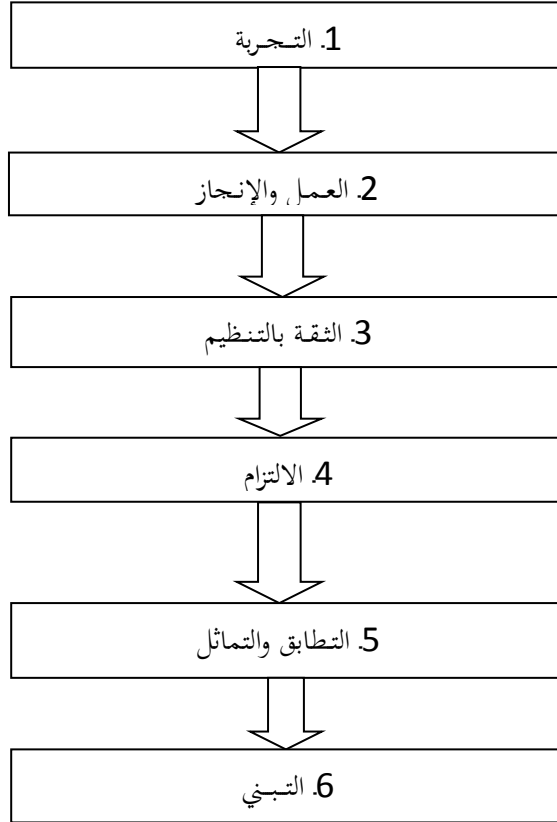 1. التجربة
2. العمل والإنجاز
3. الثقة بالتنظيم
4. الالتزام
5. التطابق والتماثل
6. التبني